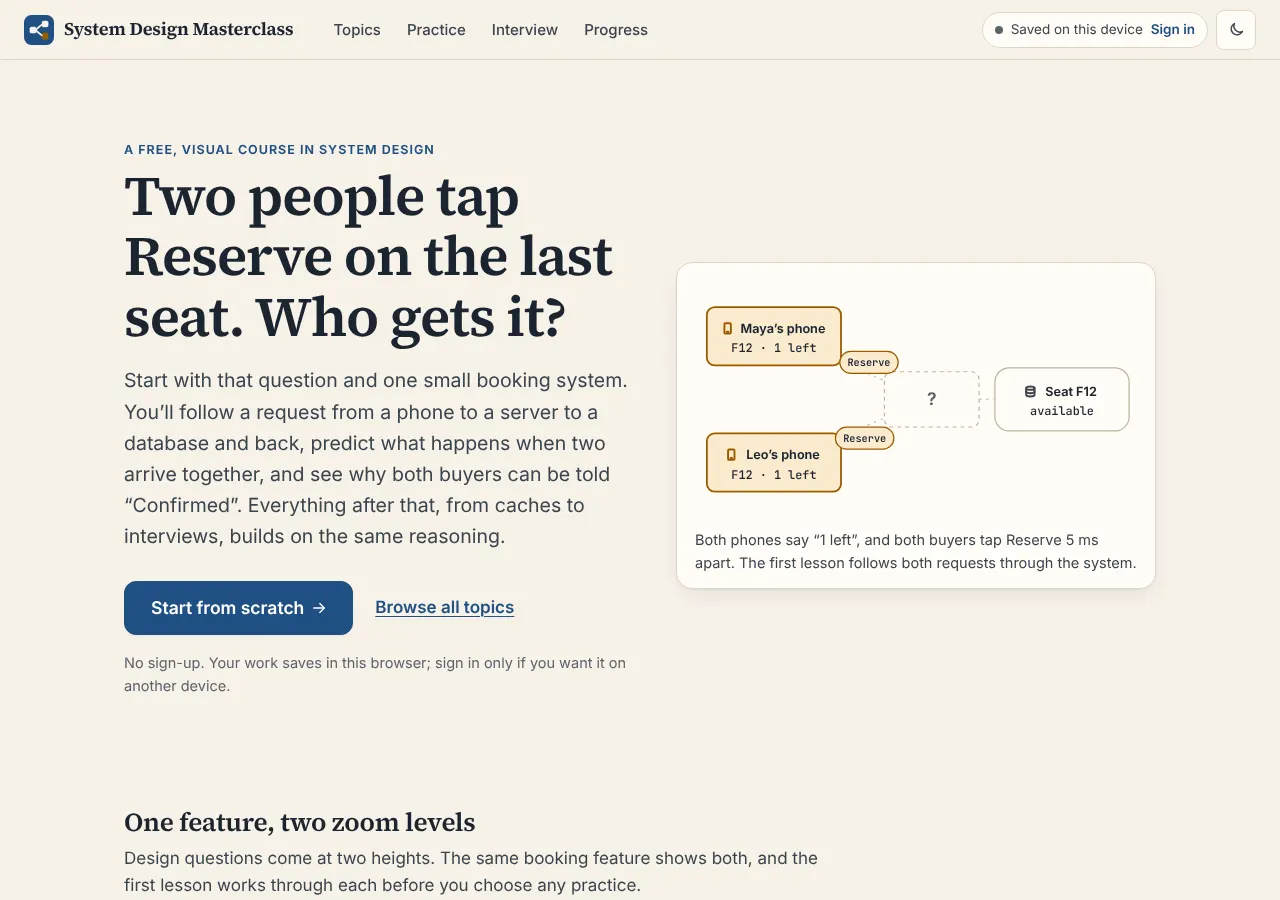 System Design Masterclass
Topics
Practice
Interview
Progress
Saved on this device
Sign in
A FREE, VISUAL COURSE IN SYSTEM DESIGN
Two people tap
Reserve on the last
seat. Who gets it?
Start with that question and one small booking system.
You’ll follow a request from a phone to a server to a
database and back, predict what happens when two
arrive together, and see why both buyers can be told
“Confirmed”. Everything after that, from caches to
interviews, builds on the same reasoning.
Start from scratch →
Browse all topics
No sign-up. Your work saves in this browser; sign in only if you want it on
another device.
Maya’s phone
F12 · 1 left
Reserve
?
Seat F12
available
Reserve
Leo’s phone
F12 · 1 left
Both phones say “1 left”, and both buyers tap Reserve 5 ms
apart. The first lesson follows both requests through the system.
One feature, two zoom levels
Design questions come at two heights. The same booking feature shows both, and the
first lesson works through each before you choose any practice.